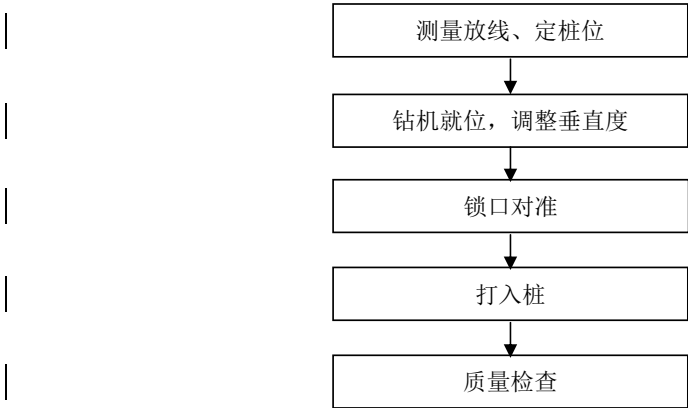 测量放线、定桩位
钻机就位，调整垂直度
锁口对准
打入桩
质量检查